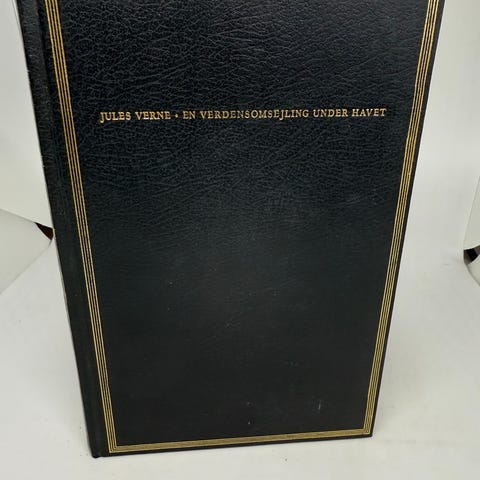 JULES VERNE • EN VERDENSOMSEJLING UNDER HAVET